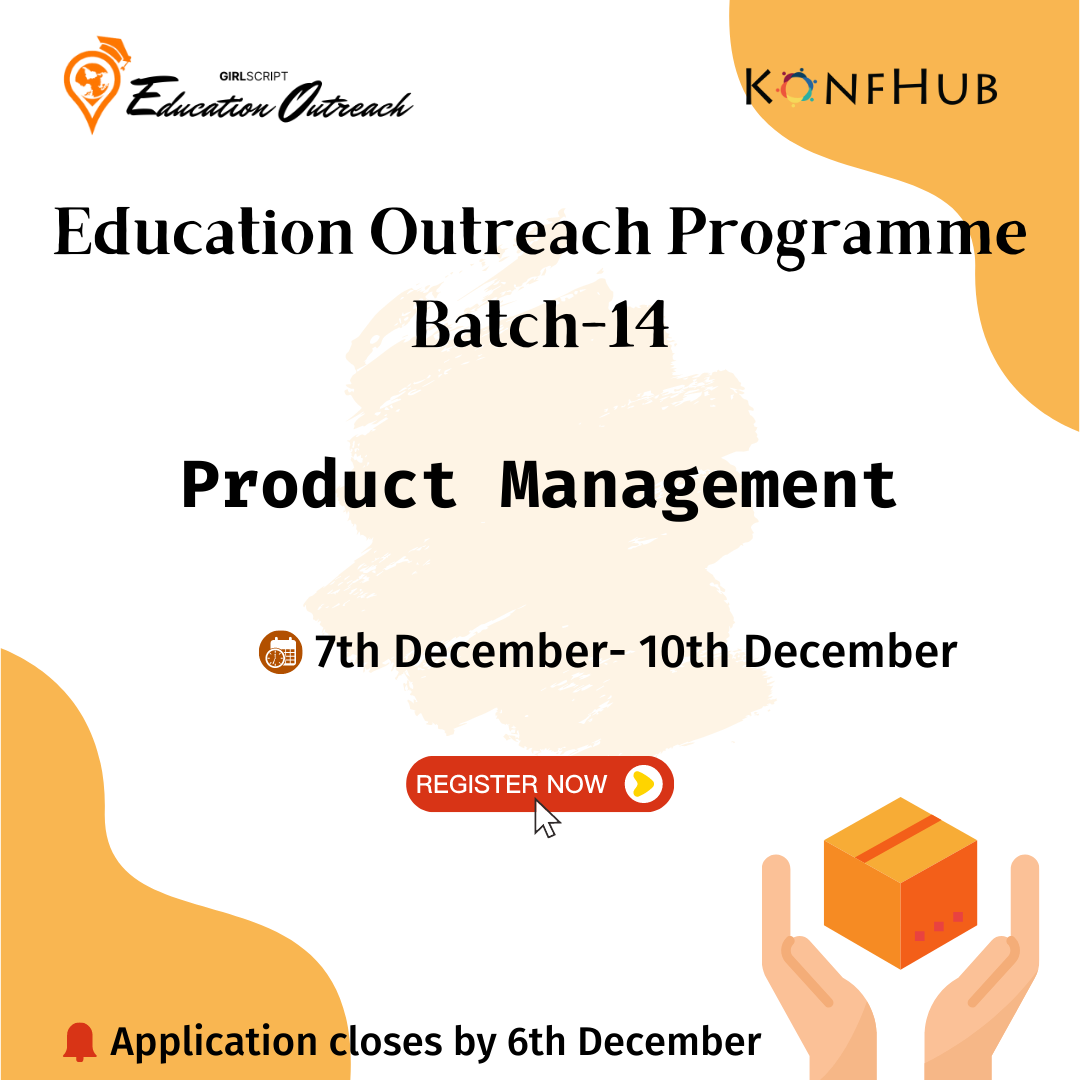 GIRLSCRIPT
Education Outreach
KONFHUB
Education Outreach Programme
Batch-14
Product Management
7th December- 10th December
REGISTER NOW
Application closes by 6th December